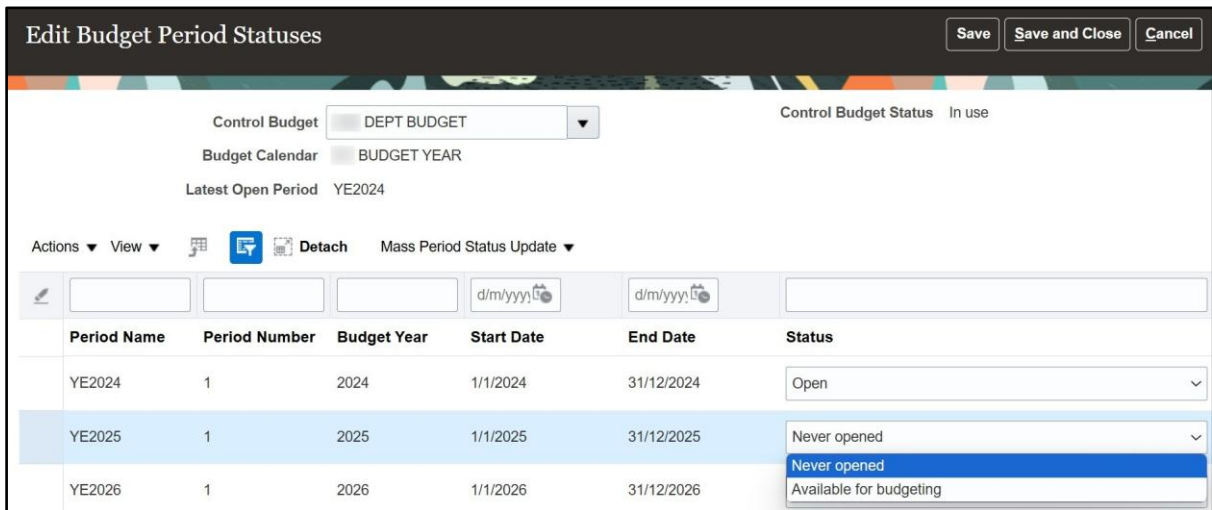 Edit Budget Period Statuses
Save Save and Close Cancel
Control Budget DEPT BUDGET Control Budget Status In use
Budget Calendar BUDGET YEAR
Latest Open Period YE2024
Actions View Detach Mass Period Status Update
d/m/yyyy d/m/yyyy
Period Name Period Number Budget Year Start Date End Date Status
YE2024 1 2024 1/1/2024 31/12/2024 Open
YE2025 1 2025 1/1/2025 31/12/2025 Never opened
Never opened
YE2026 1 2026 1/1/2026 31/12/2026 Available for budgeting